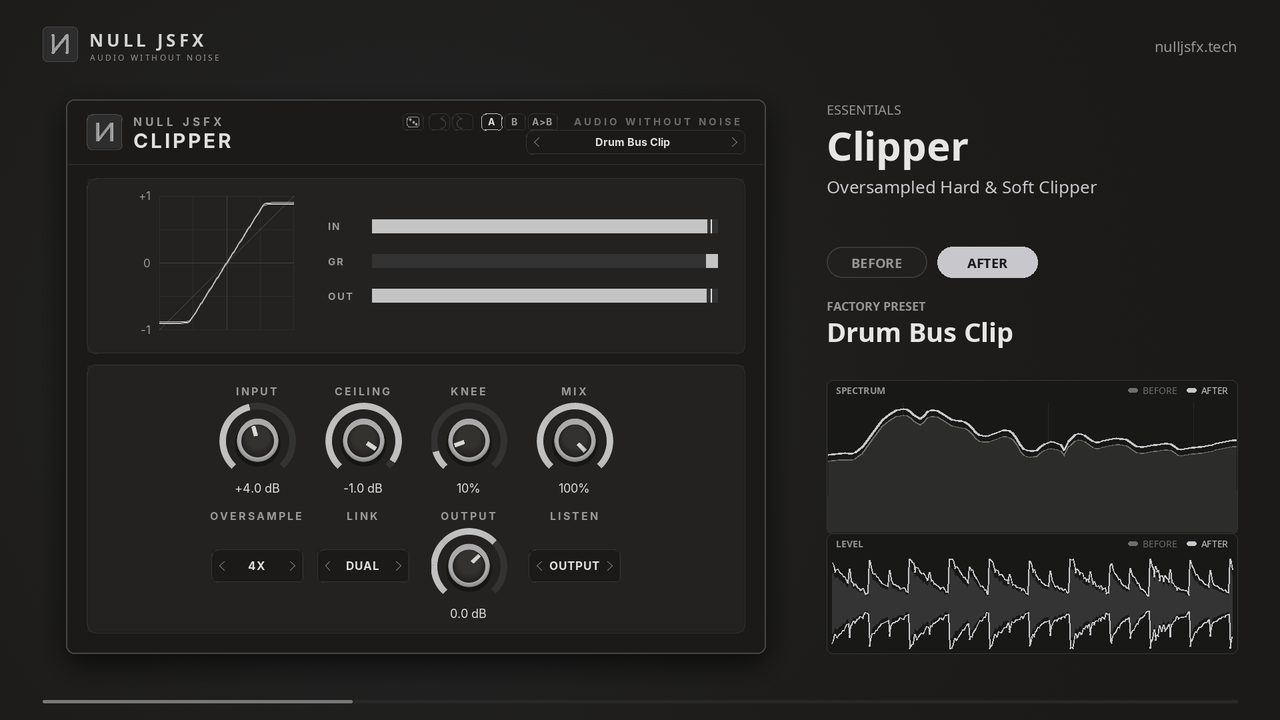 NULL JSFX
AUDIO WITHOUT NOISE
nulljsfx.tech
NULL JSFX
CLIPPER
A B A>B AUDIO WITHOUT NOISE
Drum Bus Clip
+1
0
-1
IN
GR
OUT
INPUT CEILING KNEE MIX
+4.0 dB -1.0 dB 10% 100%
OVERSAMPLE LINK OUTPUT LISTEN
4X DUAL OUTPUT
0.0 dB
ESSENTIALS
Clipper
Oversampled Hard & Soft Clipper
BEFORE AFTER
FACTORY PRESET
Drum Bus Clip
SPECTRUM BEFORE AFTER
LEVEL BEFORE AFTER